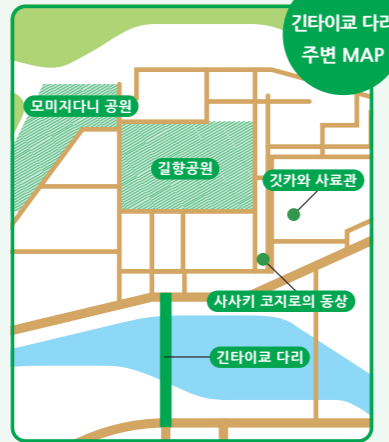 긴타이쿄 다리
주변 MAP
모미지다니 공원
길향공원
깃카와 사료관
사사키 코지로의 동상
긴타이쿄 다리